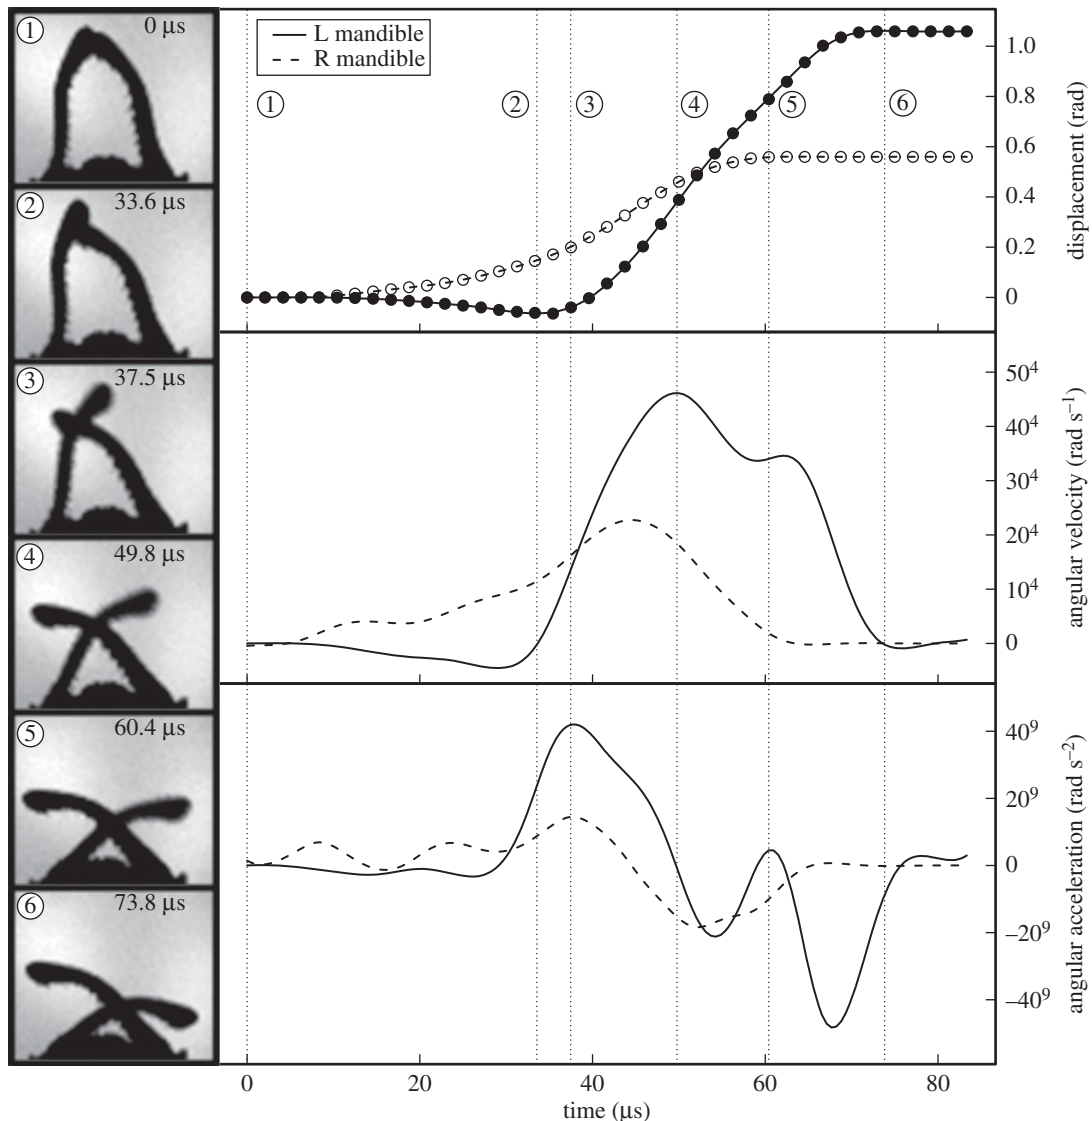 ① 0 µs
② 33.6 µs
③ 37.5 µs
④ 49.8 µs
⑤ 60.4 µs
⑥ 73.8 µs
L mandible
R mandible
① ② ③ ④ ⑤ ⑥
1.0
0.8
0.6
0.4
0.2
0
displacement (rad)
50⁴
40⁴
30⁴
20⁴
10⁴
0
angular velocity (rad s⁻¹)
40⁹
20⁹
0
–20⁹
–40⁹
angular acceleration (rad s⁻²)
0 20 40 60 80
time (µs)